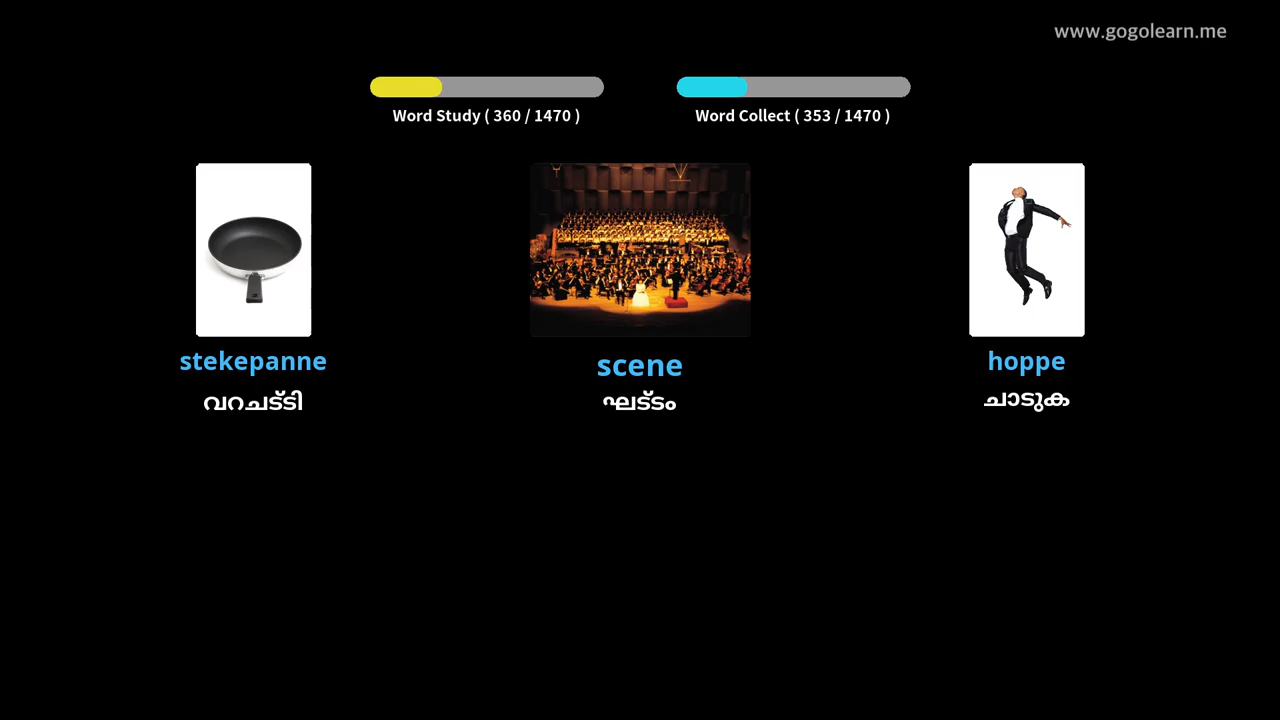 www.gogolearn.me
Word Study ( 360 / 1470 )
Word Collect ( 353 / 1470 )
stekepanne
scene
hoppe
വറചട്ടി
ഘട്ടം
ചാടുക